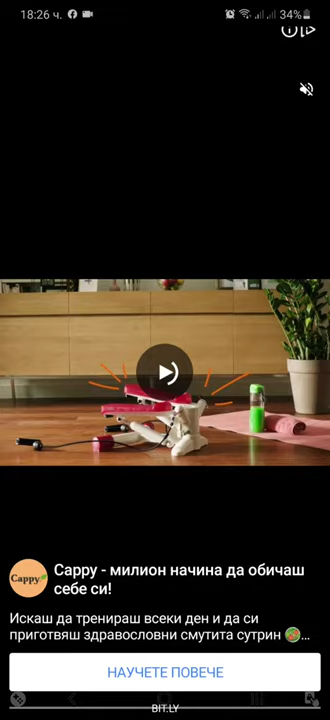 18:26 ч.
34%
Cappy
Cappy - милион начина да обичаш
себе си!
Искаш да тренираш всеки ден и да си
приготвяш здравословни смутита сутрин 🥗...
НАУЧЕТЕ ПОВЕЧЕ
BIT.LY